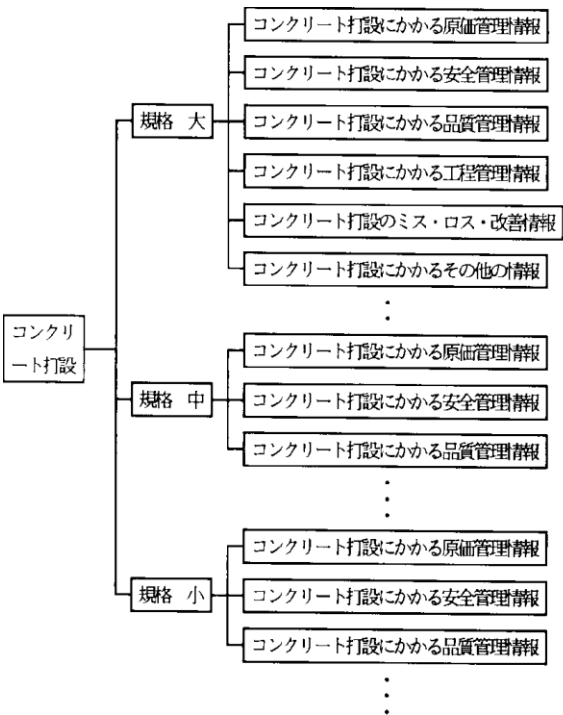 コンクリート打設にかかる原価管理情報
コンクリート打設にかかる安全管理情報
規格 大
コンクリート打設にかかる品質管理情報
コンクリート打設にかかる工程管理情報
コンクリート打設のミス・ロス・改善情報
コンクリート打設にかかるその他の情報
コンクリ
ート打設
コンクリート打設にかかる原価管理情報
規格 中
コンクリート打設にかかる安全管理情報
コンクリート打設にかかる品質管理情報
コンクリート打設にかかる原価管理情報
規格 小
コンクリート打設にかかる安全管理情報
コンクリート打設にかかる品質管理情報